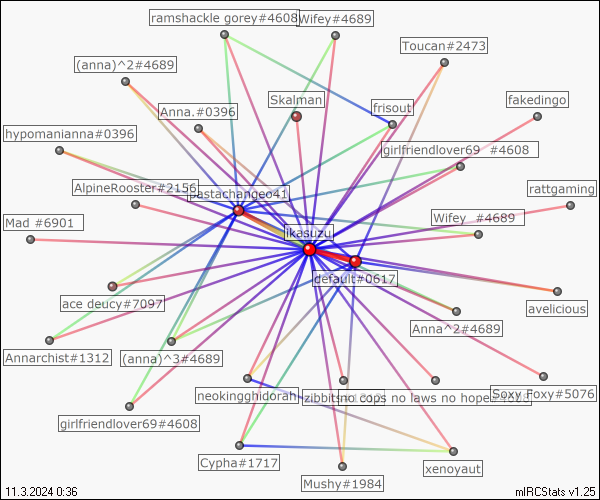 ramshackle gorey#4608
Wifey#4689
Toucan#2473
(anna)^2#4689
Skalman
fakedingo
Anna.#0396
frisout
hypomanianna#0396
girlfriendlover69 #4608
AlpineRooster#2156
pastachangeo41
rattgaming
Mad #6901
Wifey #4689
ikasuzu
default#0617
ace deucy#7097
avelicious
Anna^2#4689
Annarchist#1312
(anna)^3#4689
neokingghidorah
zibbits
no cops no laws no hope
Soxy Foxy#5076
girlfriendlover69#4608
Cypha#1717
Mushy#1984
xenoyaut
11.3.2024 0:36
mIRCStats v1.25